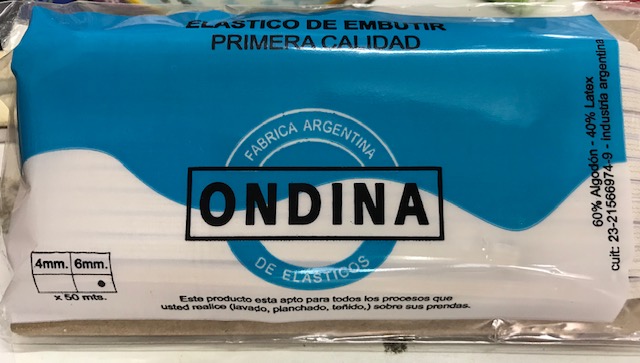 ELASTICO DE EMBUTIR
PRIMERA CALIDAD
FABRICA ARGENTINA
ONDINA
DE ELASTICOS
4mm. 6mm.
x 50 mts.
Este producto esta apto para todos los procesos que
usted realice (lavado, planchado, teñido,) sobre sus prendas.
60% Algodón - 40% Latex
cuit: 23-21566974-9 - industria argentina